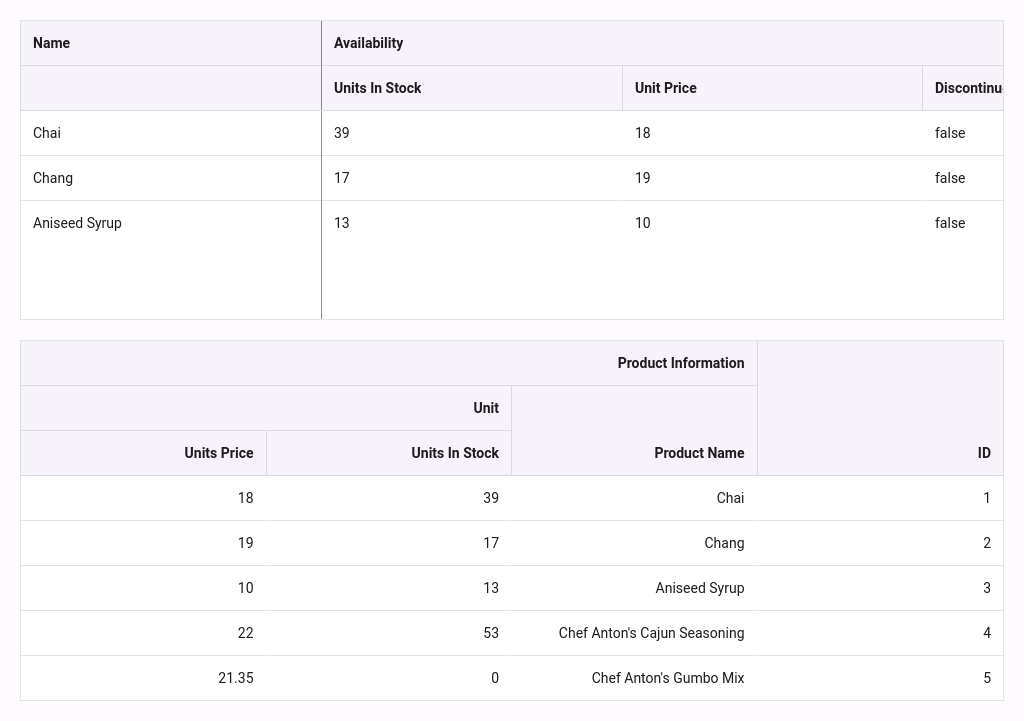 Name Availability
Units In Stock Unit Price Discontinu
Chai 39 18 false
Chang 17 19 false
Aniseed Syrup 13 10 false
Product Information
Unit
Units Price Units In Stock Product Name ID
18 39 Chai 1
19 17 Chang 2
10 13 Aniseed Syrup 3
22 53 Chef Anton's Cajun Seasoning 4
21.35 0 Chef Anton's Gumbo Mix 5